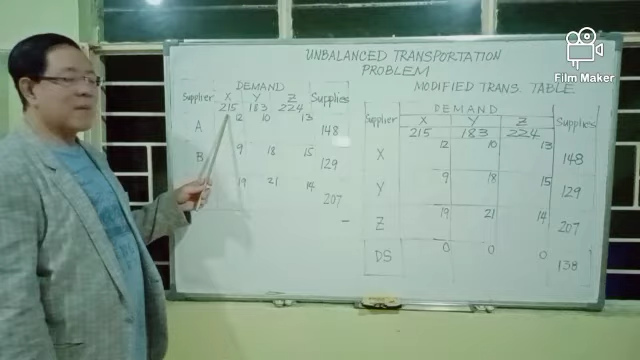 Film Maker
UNBALANCED TRANSPORTATION
PROBLEM
DEMAND
Supplier X Y Z Supplies
215 183 224
A 12 10 13 148
B 9 18 15 129
19 21 14 207
MODIFIED TRANS. TABLE
DEMAND
Supplier X Y Z Supplies
215 183 224
X 12 10 13 148
Y 9 18 15 129
Z 19 21 14 207
DS 0 0 0 138